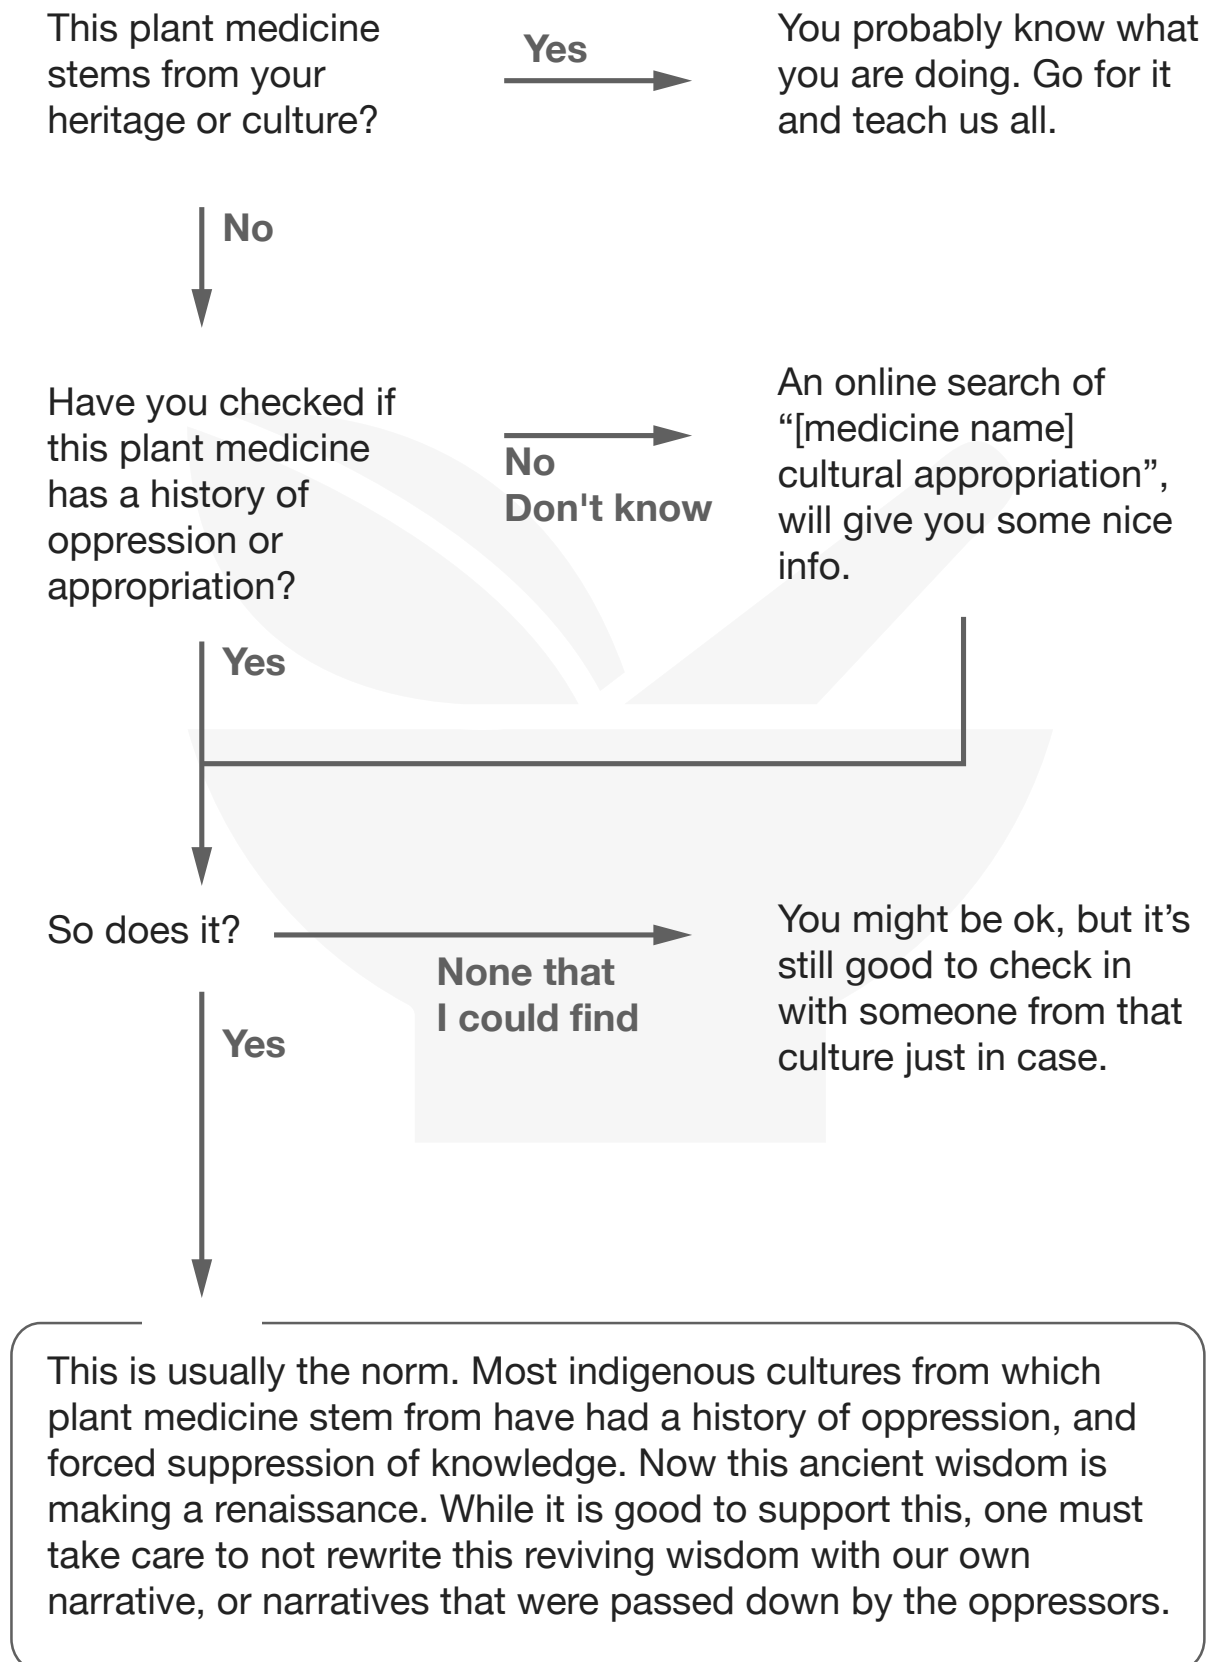 This plant medicine
stems from your
heritage or culture?
Yes
You probably know what
you are doing. Go for it
and teach us all.
No
Have you checked if
this plant medicine
has a history of
oppression or
appropriation?
No
Don't know
An online search of
“[medicine name]
cultural appropriation”,
will give you some nice
info.
Yes
So does it?
None that
I could find
You might be ok, but it’s
still good to check in
with someone from that
culture just in case.
Yes
This is usually the norm. Most indigenous cultures from which
plant medicine stem from have had a history of oppression, and
forced suppression of knowledge. Now this ancient wisdom is
making a renaissance. While it is good to support this, one must
take care to not rewrite this reviving wisdom with our own
narrative, or narratives that were passed down by the oppressors.